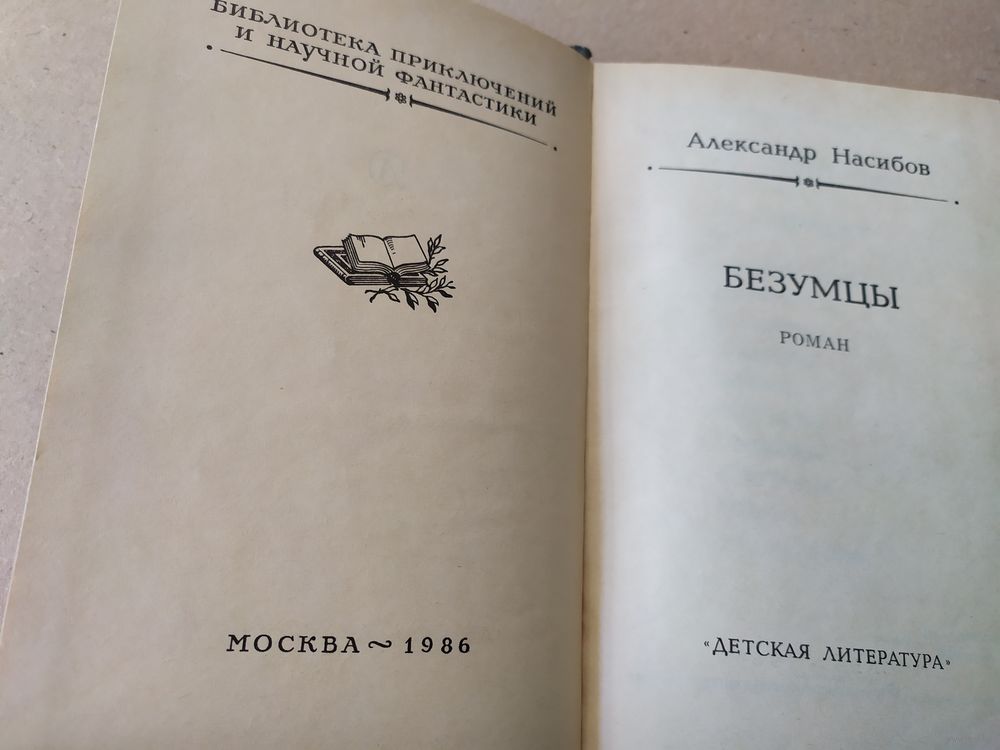 БИБЛИОТЕКА ПРИКЛЮЧЕНИЙ
И НАУЧНОЙ ФАНТАСТИКИ
МОСКВА ~ 1986
Александр Насибов
БЕЗУМЦЫ
РОМАН
«ДЕТСКАЯ ЛИТЕРАТУРА»